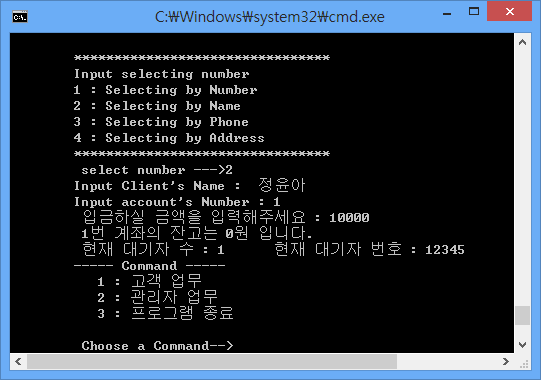 C:₩Windows₩system32₩cmd.exe
C:\.
********************************
Input selecting number
1 : Selecting by Number
2 : Selecting by Name
3 : Selecting by Phone
4 : Selecting by Address
********************************
select number --->2
Input Client's Name : 정윤아
Input account's Number : 1
입금하실 금액을 입력해주세요 : 10000
1번 계좌의 잔고는 0원 입니다.
현재 대기자 수 : 1 현재 대기자 번호 : 12345
----- Command -----
1 : 고객 업무
2 : 관리자 업무
3 : 프로그램 종료
Choose a Command-->